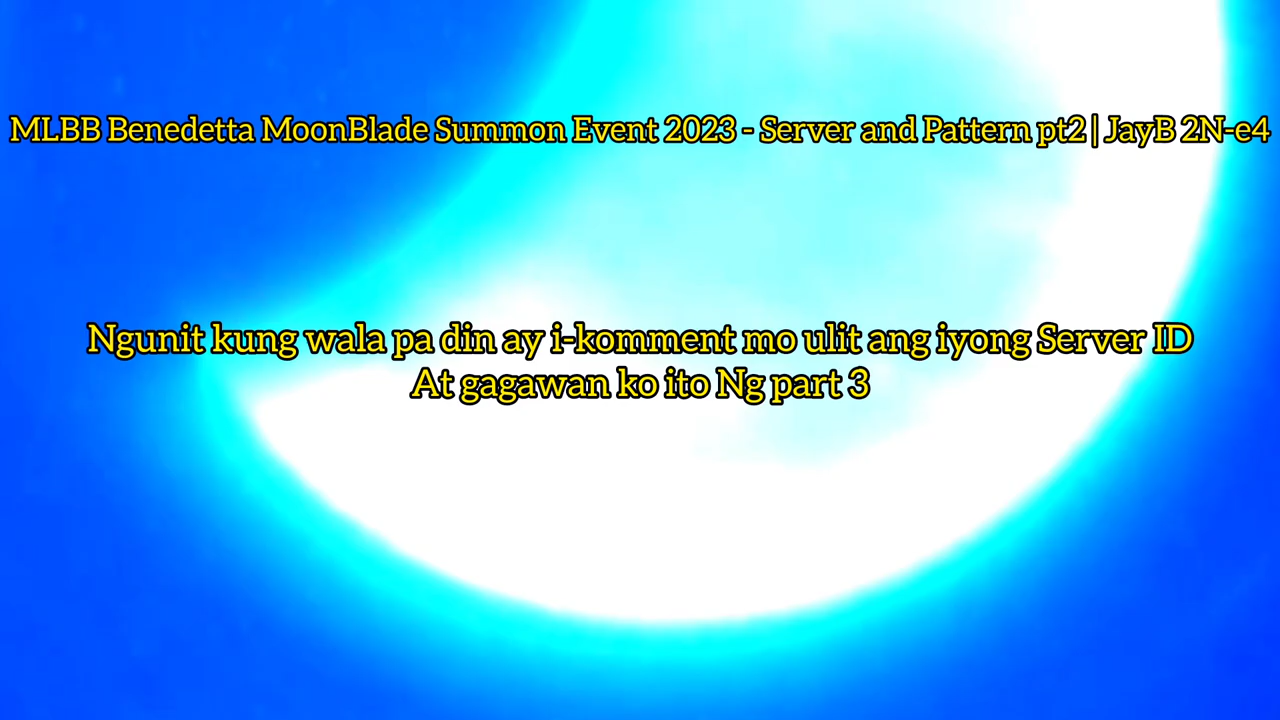 MLBB Benedetta MoonBlade Summon Event 2023 - Server and Pattern pt2 | JayB 2N-e4
Ngunit kung wala pa din ay i-komment mo ulit ang iyong Server ID
At gagawan ko ito Ng part 3